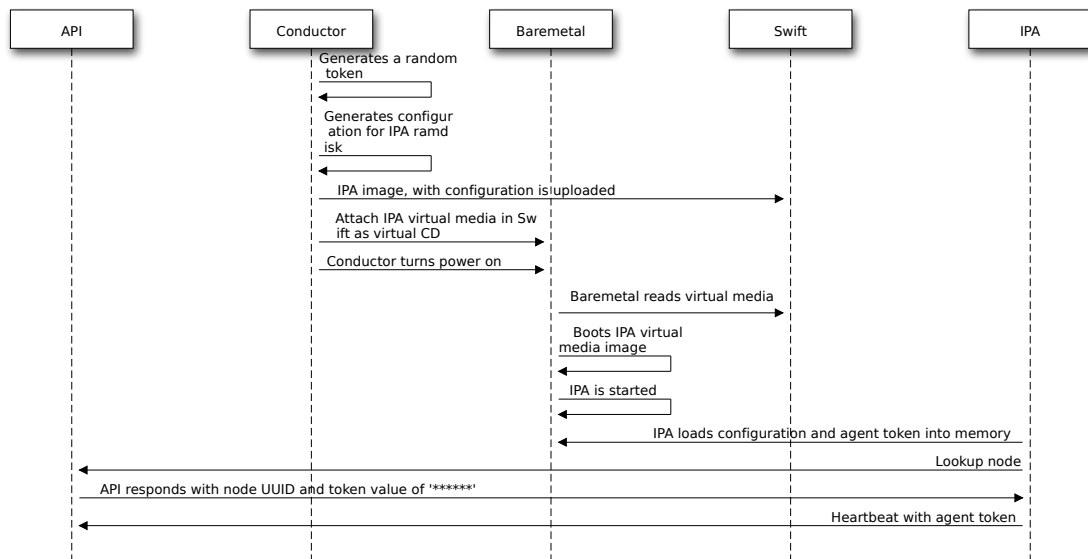 API
Conductor
Baremetal
Swift
IPA
Generates a random
token
Generates configur
ation for IPA ramd
isk
IPA image, with configuration is uploaded
Attach IPA virtual media in Sw
ift as virtual CD
Conductor turns power on
Baremetal reads virtual media
Boots IPA virtual
media image
IPA is started
IPA loads configuration and agent token into memory
Lookup node
API responds with node UUID and token value of '******'
Heartbeat with agent token